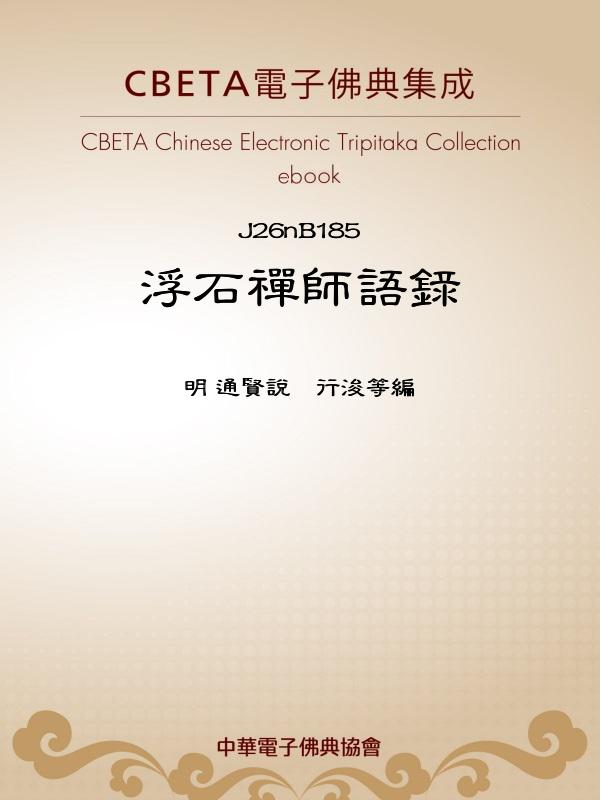 CBETA電子佛典集成
CBETA Chinese Electronic Tripitaka Collection
ebook
J26nB185
浮石禪師語錄
明 通賢說 行浚等編
中華電子佛典協會